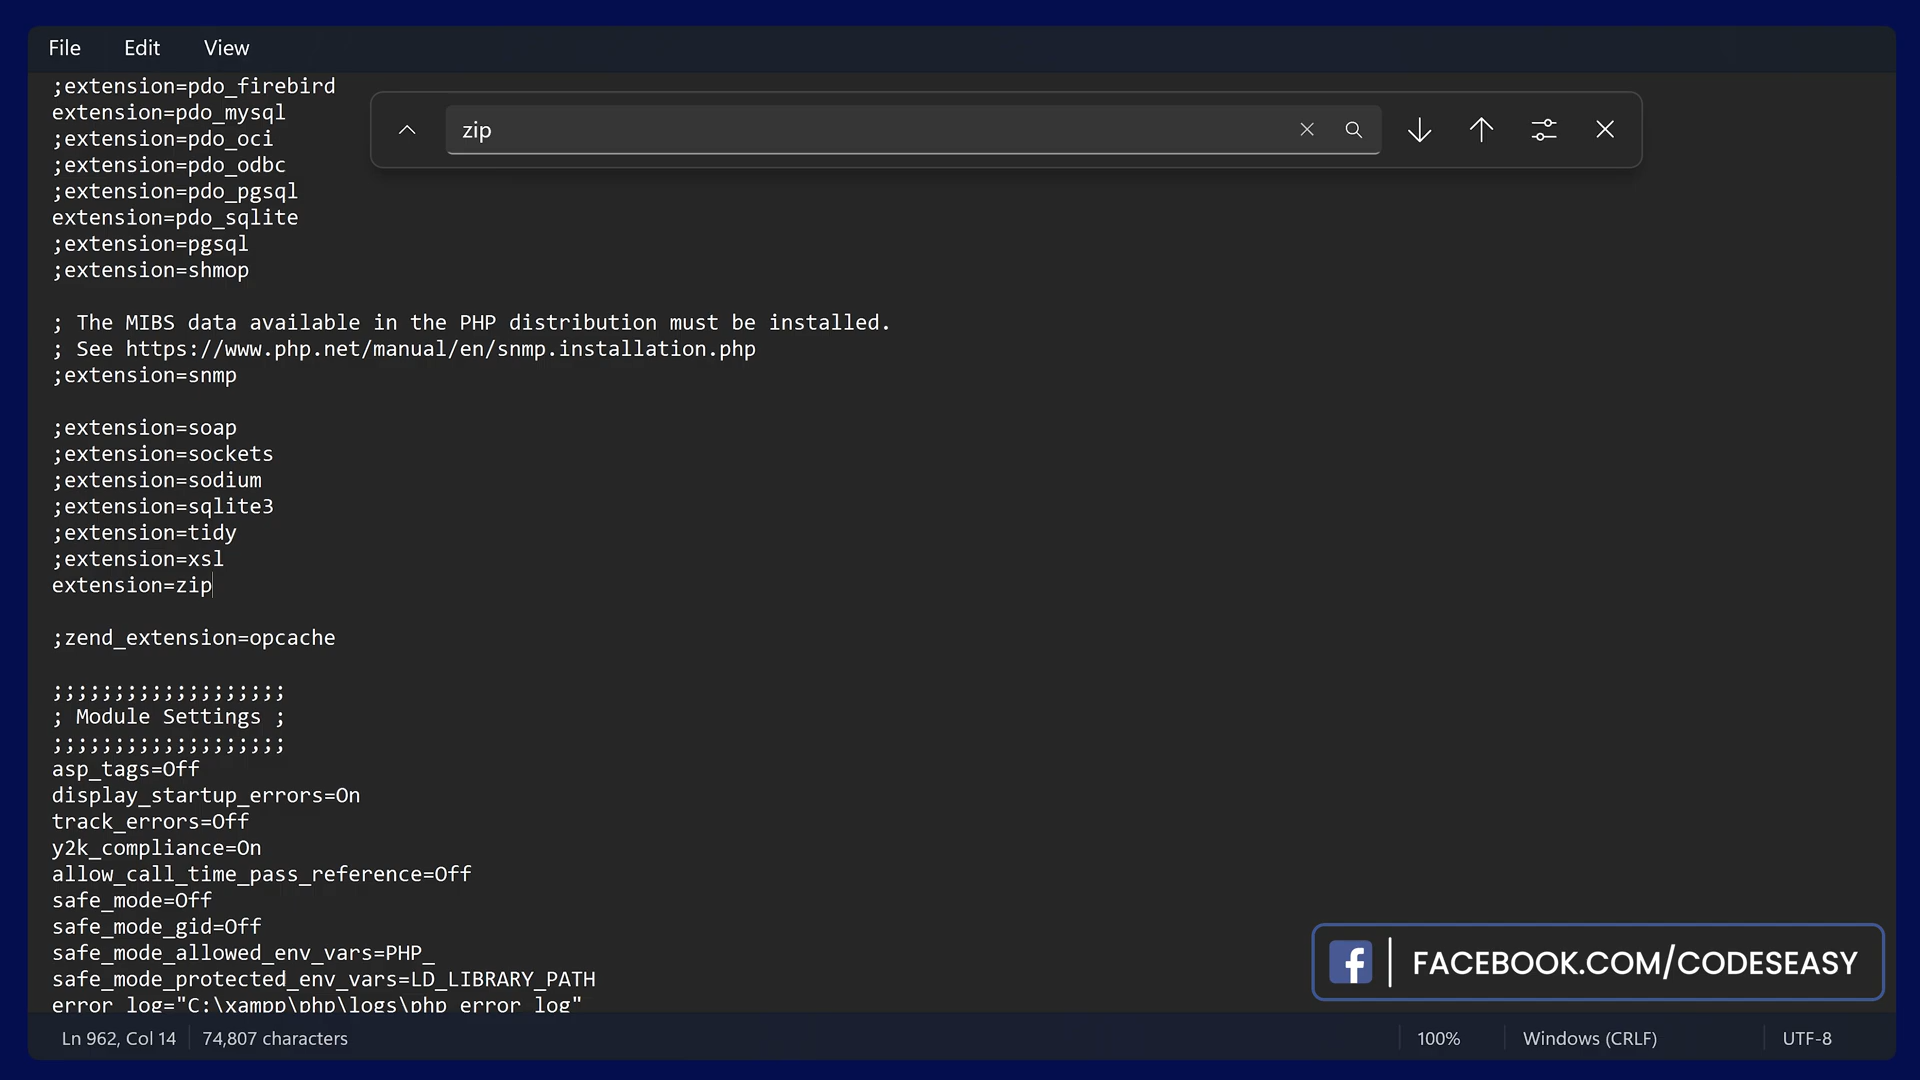 File Edit View
;extension=pdo_firebird
extension=pdo_mysql
zip
;extension=pdo_oci
;extension=pdo_odbc
;extension=pdo_pgsql
extension=pdo_sqlite
;extension=pgsql
;extension=shmop
; The MIBS data available in the PHP distribution must be installed.
; See https://www.php.net/manual/en/snmp.installation.php
;extension=snmp
;extension=soap
;extension=sockets
;extension=sodium
;extension=sqlite3
;extension=tidy
;extension=xsl
extension=zip
;zend_extension=opcache
;;;;;;;;;;;;;;;;;;;
; Module Settings ;
;;;;;;;;;;;;;;;;;;;
asp_tags=Off
display_startup_errors=On
track_errors=Off
y2k_compliance=On
allow_call_time_pass_reference=Off
safe_mode=Off
safe_mode_gid=Off
safe_mode_allowed_env_vars=PHP_
safe_mode_protected_env_vars=LD_LIBRARY_PATH
error_log="C:\xampp\php\logs\php_error_log"
f FACEBOOK.COM/CODESEASY
Ln 962, Col 14 74,807 characters 100% Windows (CRLF) UTF-8